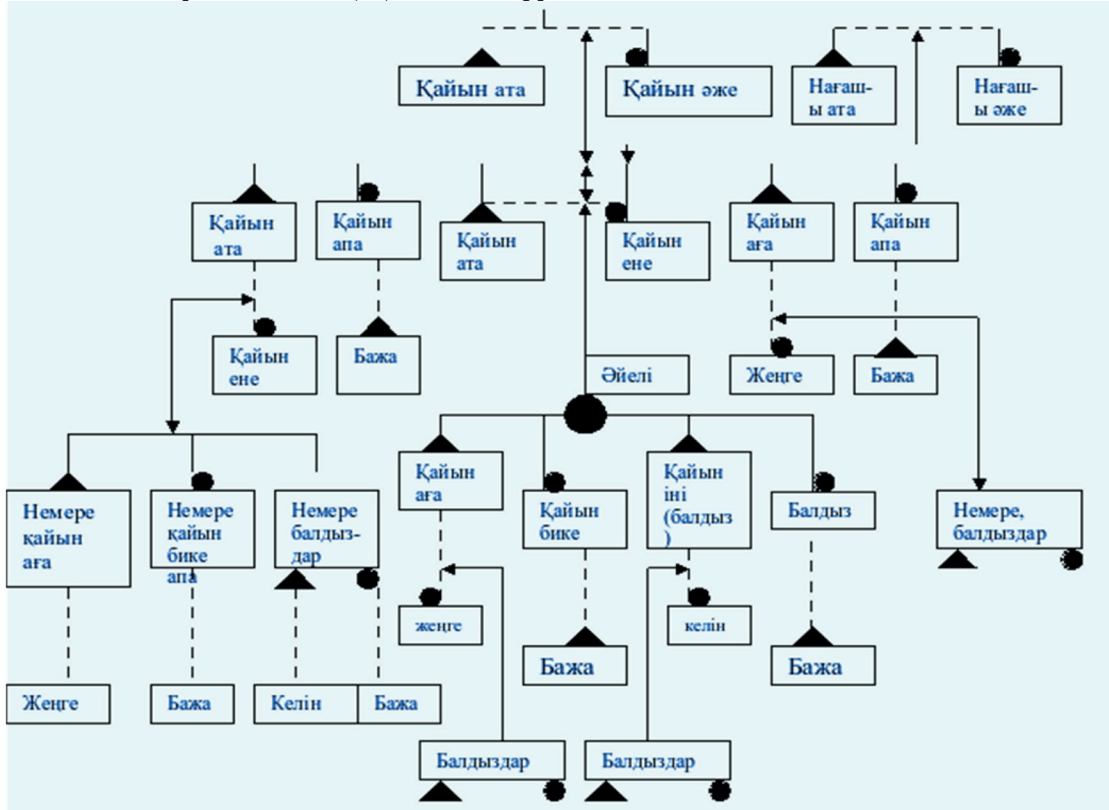 Қайын ата
Қайын әже
Нағаш-
ы ата
Нағаш-
ы әже
Қайын
ата
Қайын
апа
Қайын
ата
Қайын
ене
Қайын
аға
Қайын
апа
Қайын
ене
Бажа
Әйелі
Жеңге
Бажа
Немере
қайын
аға
Немере
қайын
бике
апа
Немере
балдыз-
дар
Қайын
аға
Қайын
бике
Қайын
іні
(балдыз
)
Балдыз
Немере,
балдыздар
жеңге
келін
Бажа
Бажа
Жеңге
Бажа
Келін
Бажа
Балдыздар
Балдыздар